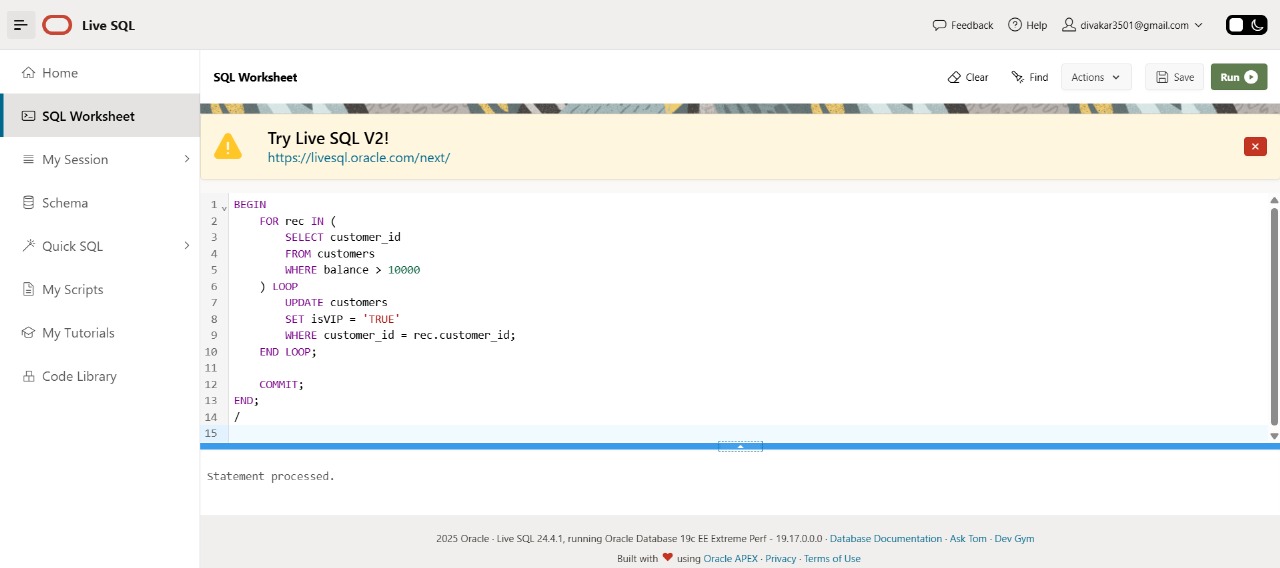 Live SQL
Feedback
Help
divakar3501@gmail.com
Home
SQL Worksheet
My Session
Schema
Quick SQL
My Scripts
My Tutorials
Code Library
SQL Worksheet
Clear
Find
Actions
Save
Run
Try Live SQL V2!
https://livesql.oracle.com/next/
1 BEGIN
2     FOR rec IN (
3         SELECT customer_id
4         FROM customers
5         WHERE balance > 10000
6     ) LOOP
7         UPDATE customers
8         SET isVIP = 'TRUE'
9         WHERE customer_id = rec.customer_id;
10     END LOOP;
11
12     COMMIT;
13 END;
14 /
15
Statement processed.
2025 Oracle · Live SQL 24.4.1, running Oracle Database 19c EE Extreme Perf - 19.17.0.0.0 · Database Documentation · Ask Tom · Dev Gym
Built with ❤ using Oracle APEX · Privacy · Terms of Use